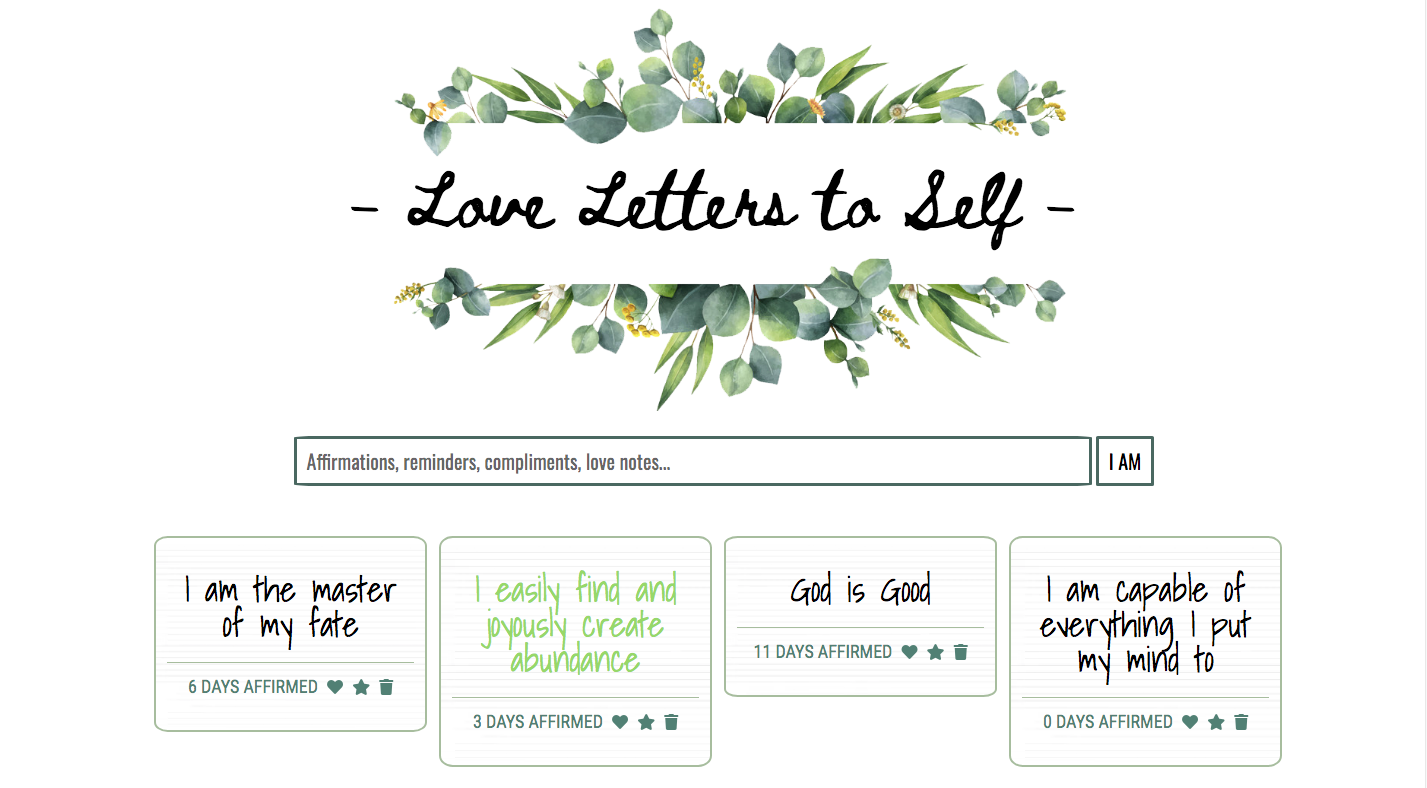 - Love Letters to Self -
Affirmations, reminders, compliments, love notes...
I AM
I am the master
of my fate
6 DAYS AFFIRMED
I easily find and
joyously create
abundance
3 DAYS AFFIRMED
God is Good
11 DAYS AFFIRMED
I am capable of
everything I put
my mind to
0 DAYS AFFIRMED